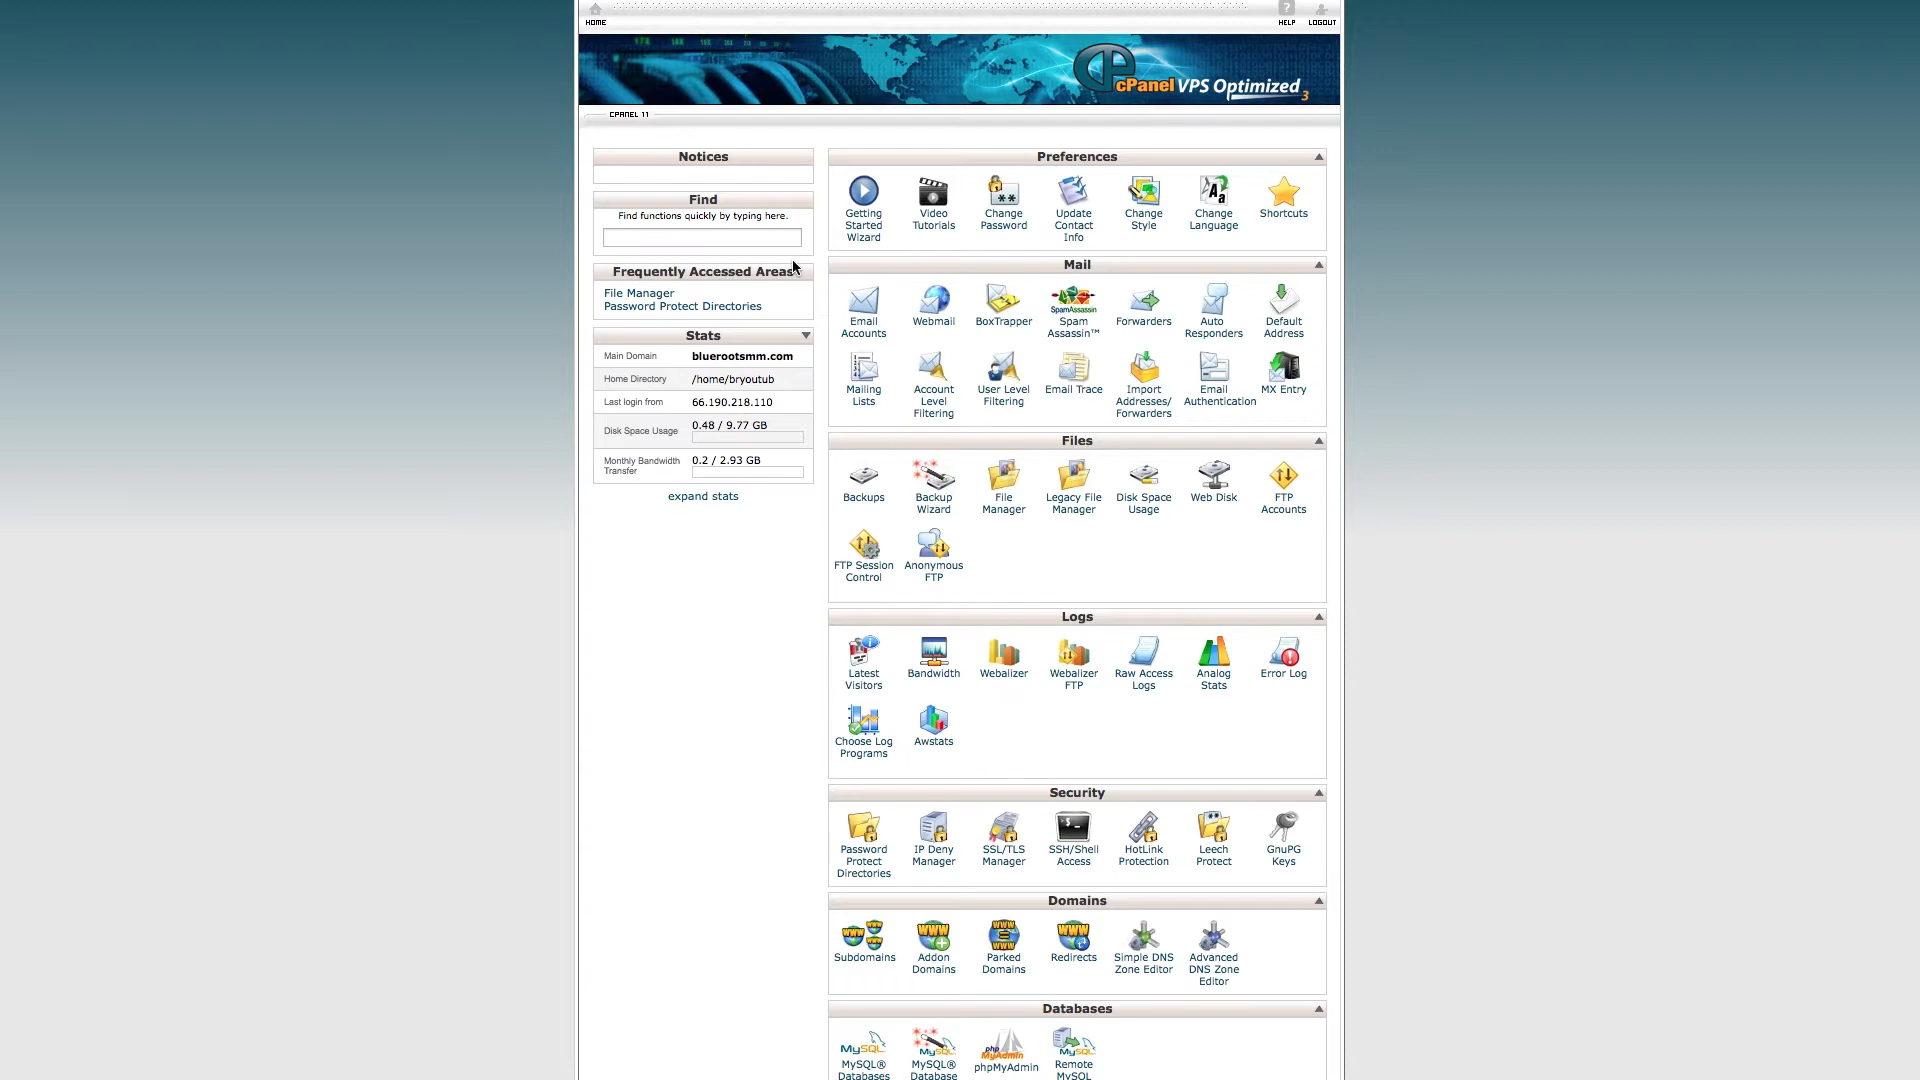 HOME
HELP
LOGOUT
cPanel VPS Optimized 3
CPANEL 11
Notices
Find
Find functions quickly by typing here.
Frequently Accessed Areas
File Manager
Password Protect Directories
Stats
Main Domain bluerootsmm.com
Home Directory /home/bryoutub
Last login from 66.190.218.110
Disk Space Usage 0.48 / 9.77 GB
Monthly Bandwidth
Transfer
0.2 / 2.93 GB
expand stats
Preferences
Getting
Started
Wizard
Video
Tutorials
Change
Password
Update
Contact
Info
Change
Style
Change
Language
Shortcuts
Mail
Email
Accounts
Webmail
BoxTrapper
SpamAssassin
Spam
Assassin™
Forwarders
Auto
Responders
Default
Address
Mailing
Lists
Account
Level
Filtering
User Level
Filtering
Email Trace
Import
Addresses/
Forwarders
Email
Authentication
MX Entry
Files
Backups
Backup
Wizard
File
Manager
Legacy File
Manager
Disk Space
Usage
Web Disk
FTP
Accounts
FTP Session
Control
Anonymous
FTP
Logs
Latest
Visitors
Bandwidth
Webalizer
Webalizer
FTP
Raw Access
Logs
Analog
Stats
Error Log
Choose Log
Programs
Awstats
Security
Password
Protect
Directories
IP Deny
Manager
SSL/TLS
Manager
SSH/Shell
Access
HotLink
Protection
Leech
Protect
GnuPG
Keys
Domains
Subdomains
Addon
Domains
Parked
Domains
Redirects
Simple DNS
Zone Editor
Advanced
DNS Zone
Editor
Databases
MySQL
MySQL®
Databases
MySQL
MySQL®
Database
php
MyAdmin
phpMyAdmin
MySQL
Remote
MySQL